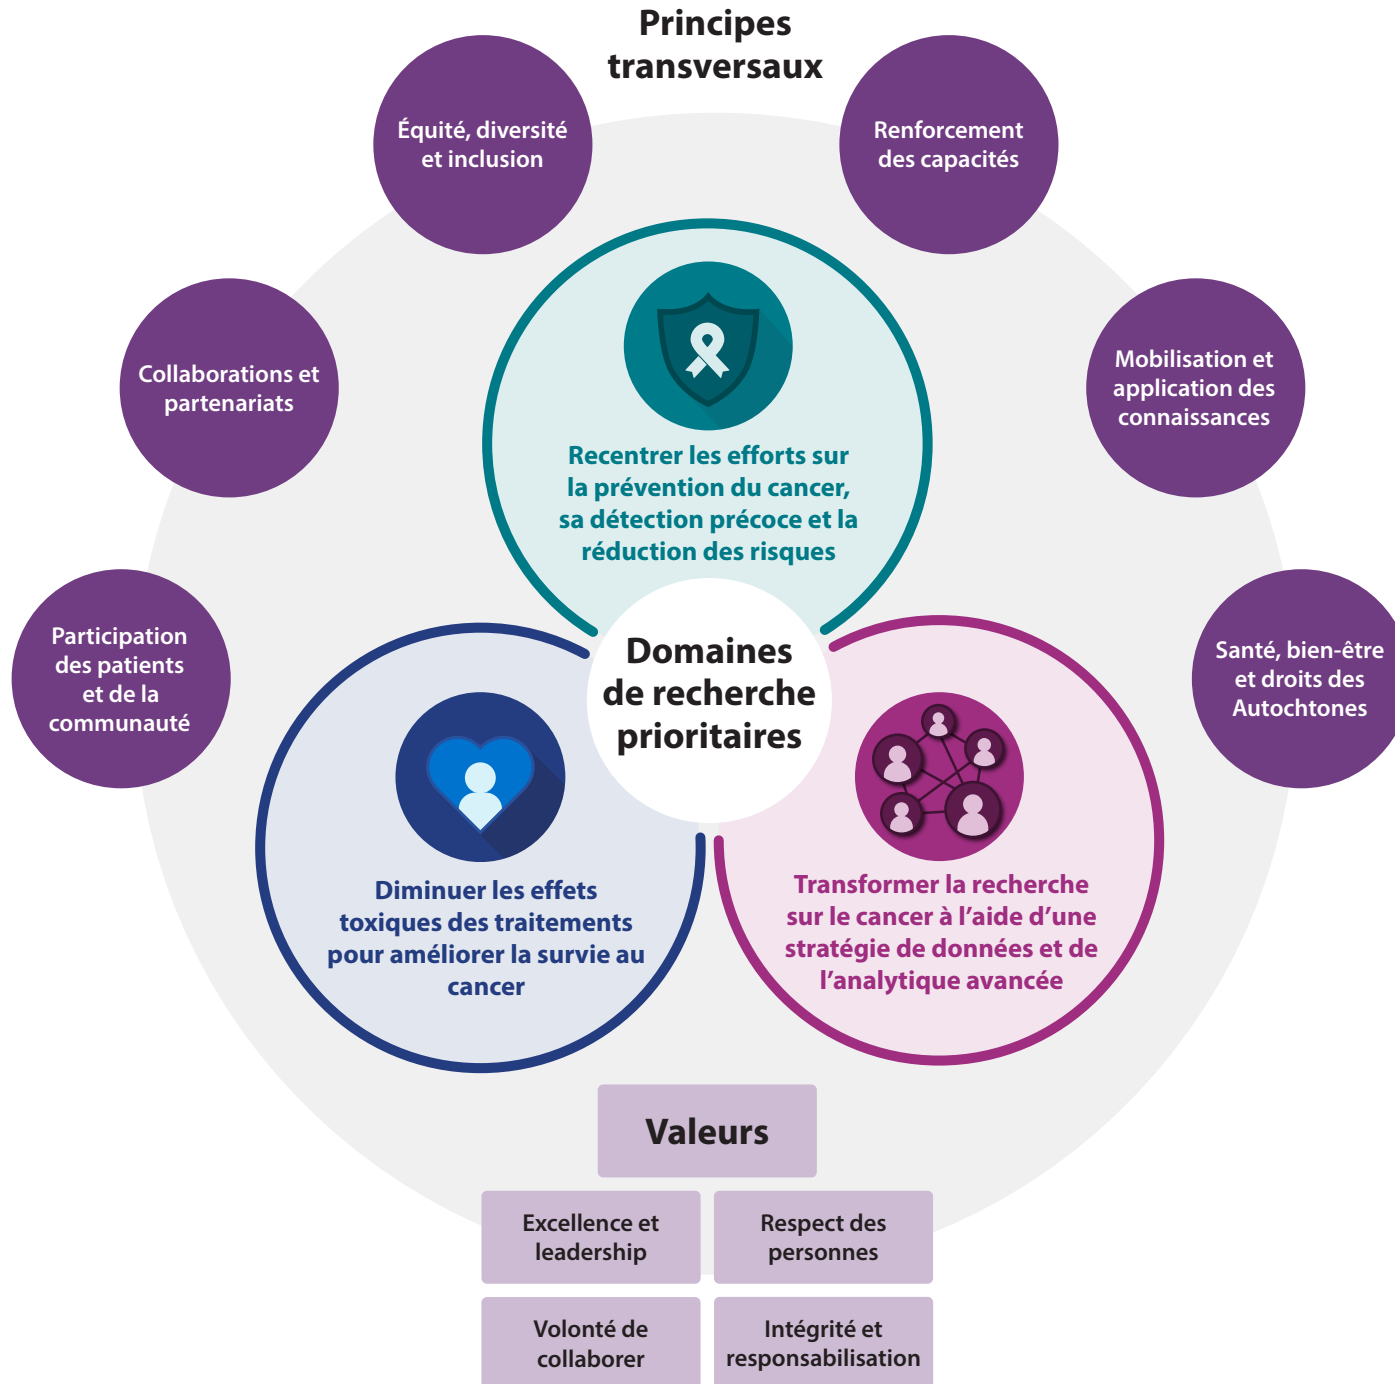 Principes
transversaux
Équité, diversité
et inclusion
Renforcement
des capacités
Collaborations et
partenariats
Mobilisation et
application des
connaissances
Participation
des patients
et de la
communauté
Santé, bien-être
et droits des
Autochtones
Recentrer les efforts sur
la prévention du cancer,
sa détection précoce et la
réduction des risques
Domaines
de recherche
prioritaires
Diminuer les effets
toxiques des traitements
pour améliorer la survie au
cancer
Transformer la recherche
sur le cancer à l’aide d’une
stratégie de données et de
l’analytique avancée
Valeurs
Excellence et
leadership
Respect des
personnes
Volonté de
collaborer
Intégrité et
responsabilisation